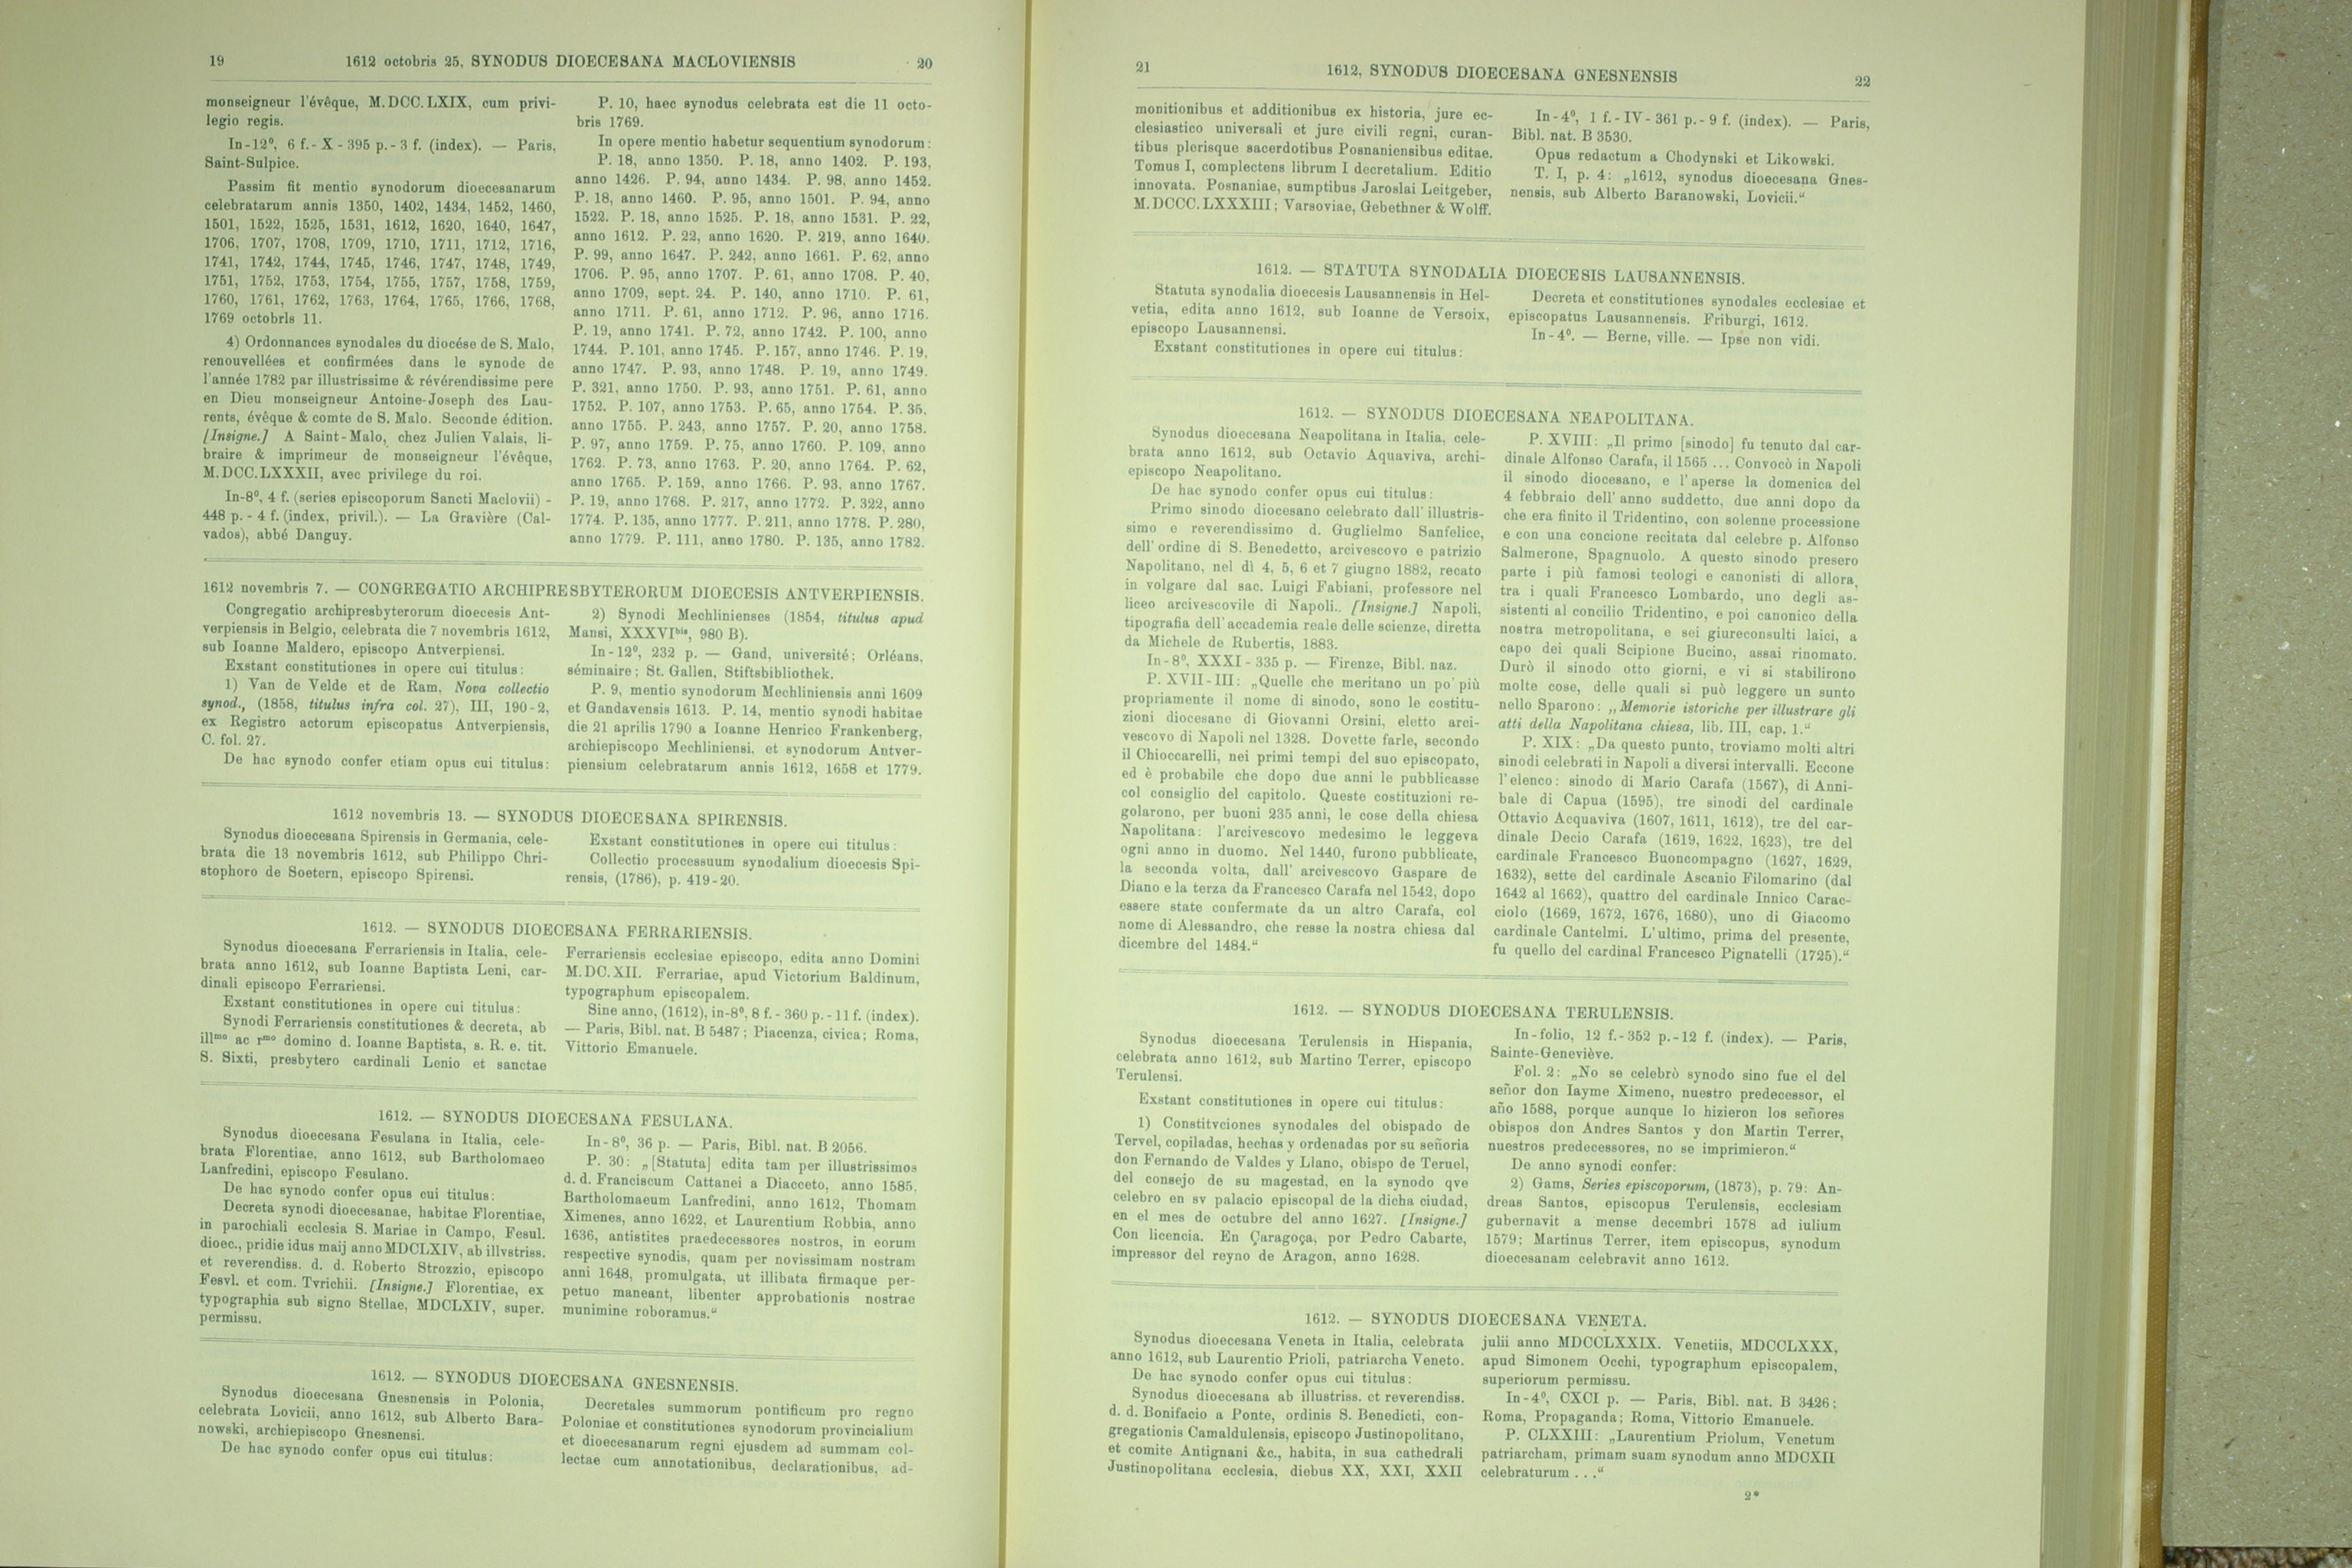 19
1612 octobris 25, SYNODUS DIOECESANA MACLOVIENSIS
20
monseigneur l'évêque, M.DCC.LXIX, cum privi-
legio regis.
In-12⁰, 6 f.- X - 395 p.- 3 f. (index). — Paris,
Saint-Sulpice.
Passim fit mentio synodorum dioecesanarum
celebratarum annis 1350, 1402, 1434, 1452, 1460,
1501, 1522, 1525, 1531, 1612, 1620, 1640, 1647,
1706, 1707, 1708, 1709, 1710, 1711, 1712, 1716,
1741, 1742, 1744, 1745, 1746, 1747, 1748, 1749,
1751, 1752, 1753, 1754, 1755, 1757, 1758, 1759,
1760, 1761, 1762, 1763, 1764, 1765, 1766, 1768,
1769 octobris 11.
4) Ordonnances synodales du diocése de S. Malo,
renouvellées et confirmées dans le synode de
l'année 1782 par illustrissime & révérendissime pere
en Dieu monseigneur Antoine-Joseph des Lau-
rents, évêque & comte de S. Malo. Seconde édition.
[Insigne.] A Saint-Malo, chez Julien Valais, li-
braire & imprimeur de monseigneur l'évêque,
M.DCC.LXXXII, avec privilege du roi.
In-8⁰, 4 f. (series episcoporum Sancti Maclovii) -
448 p. - 4 f. (index, privil.). — La Gravière (Cal-
vados), abbé Danguy.
P. 10, haec synodus celebrata est die 11 octo-
bris 1769.
In opere mentio habetur sequentium synodorum:
P. 18, anno 1350. P. 18, anno 1402. P. 193,
anno 1426. P. 94, anno 1434. P. 98, anno 1452.
P. 18, anno 1460. P. 95, anno 1501. P. 94, anno
1522. P. 18, anno 1525. P. 18, anno 1531. P. 22,
anno 1612. P. 22, anno 1620. P. 219, anno 1640.
P. 99, anno 1647. P. 242, anno 1661. P. 62, anno
1706. P. 95, anno 1707. P. 61, anno 1708. P. 40,
anno 1709, sept. 24. P. 140, anno 1710. P. 61,
anno 1711. P. 61, anno 1712. P. 96, anno 1716.
P. 19, anno 1741. P. 72, anno 1742. P. 100, anno
1744. P. 101, anno 1745. P. 157, anno 1746. P. 19,
anno 1747. P. 93, anno 1748. P. 19, anno 1749.
P. 321, anno 1750. P. 93, anno 1751. P. 61, anno
1752. P. 107, anno 1753. P. 65, anno 1754. P. 35,
anno 1755. P. 243, anno 1757. P. 20, anno 1758.
P. 97, anno 1759. P. 75, anno 1760. P. 109, anno
1762. P. 73, anno 1763. P. 20, anno 1764. P. 62,
anno 1765. P. 159, anno 1766. P. 93, anno 1767.
P. 19, anno 1768. P. 217, anno 1772. P. 322, anno
1774. P. 135, anno 1777. P. 211, anno 1778. P. 280,
anno 1779. P. 111, anno 1780. P. 135, anno 1782.
1612 novembris 7. — CONGREGATIO ARCHIPRESBYTERORUM DIOECESIS ANTVERPIENSIS.
Congregatio archipresbyterorum dioecesis Ant-
verpiensis in Belgio, celebrata die 7 novembris 1612,
sub Ioanne Maldero, episcopo Antverpiensi.
Exstant constitutiones in opere cui titulus:
1) Van de Velde et de Ram, Nova collectio
synod., (1858, titulus infra col. 27), III, 190-2,
ex Registro actorum episcopatus Antverpiensis,
C. fol. 27.
De hac synodo confer etiam opus cui titulus:
2) Synodi Mechlinienses (1854, titulus apud
Mansi, XXXVIᵇⁱˢ, 980 B).
In-12⁰, 232 p. — Gand, université; Orléans,
séminaire; St. Gallen, Stiftsbibliothek.
P. 9, mentio synodorum Mechliniensis anni 1609
et Gandavensis 1613. P. 14, mentio synodi habitae
die 21 aprilis 1790 a Ioanne Henrico Frankenberg,
archiepiscopo Mechliniensi, et synodorum Antver-
piensium celebratarum annis 1612, 1658 et 1779.
1612 novembris 13. — SYNODUS DIOECESANA SPIRENSIS.
Synodus dioecesana Spirensis in Germania, cele-
brata die 13 novembris 1612, sub Philippo Chri-
stophoro de Soetern, episcopo Spirensi.
Exstant constitutiones in opere cui titulus:
Collectio processuum synodalium dioecesis Spi-
rensis, (1786), p. 419-20.
1612. — SYNODUS DIOECESANA FERRARIENSIS.
Synodus dioecesana Ferrariensis in Italia, cele-
brata anno 1612, sub Ioanne Baptista Leni, car-
dinali episcopo Ferrariensi.
Exstant constitutiones in opere cui titulus:
Synodi Ferrariensis constitutiones & decreta, ab
illᵐᵒ ac rᵐᵒ domino d. Ioanne Baptista, s. R. e. tit.
S. Sixti, presbytero cardinali Lenio et sanctae
Ferrariensis ecclesiae episcopo, edita anno Domini
M.DC.XII. Ferrariae, apud Victorium Baldinum,
typographum episcopalem.
Sine anno, (1612), in-8⁰, 8 f. - 360 p. - 11 f. (index).
— Paris, Bibl. nat. B 5487; Piacenza, civica; Roma,
Vittorio Emanuele.
1612. — SYNODUS DIOECESANA FESULANA.
Synodus dioecesana Fesulana in Italia, cele-
brata Florentiae, anno 1612, sub Bartholomaeo
Lanfredini, episcopo Fesulano.
De hac synodo confer opus cui titulus:
Decreta synodi dioecesanae, habitae Florentiae,
in parochiali ecclesia S. Mariae in Campo, Fesul.
dioec., pridie idus maij anno MDCLXIV, ab illvstriss.
et reverendiss. d. d. Roberto Strozzio, episcopo
Fesvl. et com. Tvrichii. [Insigne.] Florentiae, ex
typographia sub signo Stellae, MDCLXIV, super.
permissu.
In-8⁰, 36 p. — Paris, Bibl. nat. B 2056.
P. 30: „[Statuta] edita tam per illustrissimos
d. d. Franciscum Cattanei a Diacceto, anno 1585,
Bartholomaeum Lanfredini, anno 1612, Thomam
Ximenes, anno 1622, et Laurentium Robbia, anno
1636, antistites praedecessores nostros, in eorum
respective synodis, quam per novissimam nostram
anni 1648, promulgata, ut illibata firmaque per-
petuo maneant, libenter approbationis nostrae
munimine roboramus.“
1612. — SYNODUS DIOECESANA GNESNENSIS.
Synodus dioecesana Gnesnensis in Polonia,
celebrata Lovicii, anno 1612, sub Alberto Bara-
nowski, archiepiscopo Gnesnensi.
De hac synodo confer opus cui titulus:
Decretales summorum pontificum pro regno
Poloniae et constitutiones synodorum provincialium
et dioecesanarum regni ejusdem ad summam col-
lectae cum annotationibus, declarationibus, ad-
21
1612, SYNODUS DIOECESANA GNESNENSIS
22
monitionibus et additionibus ex historia, jure ec-
clesiastico universali et jure civili regni, curan-
tibus plerisque sacerdotibus Posnaniensibus editae.
Tomus I, complectens librum I decretalium. Editio
innovata. Posnaniae, sumptibus Jaroslai Leitgeber,
M.DCCC.LXXXIII; Varsoviae, Gebethner & Wolff.
In-4⁰, 1 f.-IV-361 p.-9 f. (index). — Paris,
Bibl. nat. B 3530.
Opus redactum a Chodynski et Likowski.
T. I, p. 4: „1612, synodus dioecesana Gnes-
nensis, sub Alberto Baranowski, Lovicii.“
1612. — STATUTA SYNODALIA DIOECESIS LAUSANNENSIS.
Statuta synodalia dioecesis Lausannensis in Hel-
vetia, edita anno 1612, sub Ioanne de Versoix,
episcopo Lausannensi.
Exstant constitutiones in opere cui titulus:
Decreta et constitutiones synodales ecclesiae et
episcopatus Lausannensis. Friburgi, 1612.
In-4⁰. — Berne, ville. — Ipse non vidi.
1612. — SYNODUS DIOECESANA NEAPOLITANA.
Synodus dioecesana Neapolitana in Italia, cele-
brata anno 1612, sub Octavio Aquaviva, archi-
episcopo Neapolitano.
De hac synodo confer opus cui titulus:
Primo sinodo diocesano celebrato dall' illustris-
simo e reverendissimo d. Guglielmo Sanfelice,
dell' ordine di S. Benedetto, arcivescovo e patrizio
Napolitano, nel dì 4, 5, 6 et 7 giugno 1882, recato
in volgare dal sac. Luigi Fabiani, professore nel
liceo arcivescovile di Napoli.. [Insigne.] Napoli,
tipografia dell' accademia reale delle scienze, diretta
da Michele de Rubertis, 1883.
In-8⁰, XXXI - 335 p. — Firenze, Bibl. naz.
P. XVII-III: „Quelle che meritano un po' più
propriamente il nome di sinodo, sono le costitu-
zioni diocesane di Giovanni Orsini, eletto arci-
vescovo di Napoli nel 1328. Dovette farle, secondo
il Chioccarelli, nei primi tempi del suo episcopato,
ed è probabile che dopo due anni le pubblicasse
col consiglio del capitolo. Queste costituzioni re-
golarono, per buoni 235 anni, le cose della chiesa
Napolitana: l'arcivescovo medesimo le leggeva
ogni anno in duomo. Nel 1440, furono pubblicate,
la seconda volta, dall' arcivescovo Gaspare de
Diano e la terza da Francesco Carafa nel 1542, dopo
essere state confermate da un altro Carafa, col
nome di Alessandro, che resse la nostra chiesa dal
dicembre del 1484.“
P. XVIII: „Il primo [sinodo] fu tenuto dal car-
dinale Alfonso Carafa, il 1565 ... Convocò in Napoli
il sinodo diocesano, e l'aperse la domenica del
4 febbraio dell' anno suddetto, due anni dopo da
che era finito il Tridentino, con solenne processione
e con una concione recitata dal celebre p. Alfonso
Salmerone, Spagnuolo. A questo sinodo presero
parte i più famosi teologi e canonisti di allora,
tra i quali Francesco Lombardo, uno degli as-
sistenti al concilio Tridentino, e poi canonico della
nostra metropolitana, e sei giureconsulti laici, a
capo dei quali Scipione Bucino, assai rinomato.
Durò il sinodo otto giorni, e vi si stabilirono
molte cose, delle quali si può leggere un sunto
nello Sparono: „Memorie istoriche per illustrare gli
atti della Napolitana chiesa, lib. III, cap. 1.“
P. XIX: „Da questo punto, troviamo molti altri
sinodi celebrati in Napoli a diversi intervalli. Eccone
l'elenco: sinodo di Mario Carafa (1567), di Anni-
bale di Capua (1595), tre sinodi del cardinale
Ottavio Acquaviva (1607, 1611, 1612), tre del car-
dinale Decio Carafa (1619, 1622, 1623), tre del
cardinale Francesco Buoncompagno (1627, 1629,
1632), sette del cardinale Ascanio Filomarino (dal
1642 al 1662), quattro del cardinale Innico Carac-
ciolo (1669, 1672, 1676, 1680), uno di Giacomo
cardinale Cantelmi. L'ultimo, prima del presente,
fu quello del cardinal Francesco Pignatelli (1725).“
1612. — SYNODUS DIOECESANA TERULENSIS.
Synodus dioecesana Terulensis in Hispania,
celebrata anno 1612, sub Martino Terrer, episcopo
Terulensi.
Exstant constitutiones in opere cui titulus:
1) Constitvciones synodales del obispado de
Tervel, copiladas, hechas y ordenadas por su señoria
don Fernando de Valdes y Llano, obispo de Teruel,
del consejo de su magestad, en la synodo qve
celebro en sv palacio episcopal de la dicha ciudad,
en el mes de octubre del anno 1627. [Insigne.]
Con licencia. En Çaragoça, por Pedro Cabarte,
impressor del reyno de Aragon, anno 1628.
In-folio, 12 f.-352 p.-12 f. (index). — Paris,
Sainte-Geneviève.
Fol. 2: „No se celebrò synodo sino fue el del
señor don Iayme Ximeno, nuestro predecessor, el
año 1588, porque aunque lo hizieron los señores
obispos don Andres Santos y don Martin Terrer,
nuestros predecessores, no se imprimieron.“
De anno synodi confer:
2) Gams, Series episcoporum, (1873), p. 79: An-
dreas Santos, episcopus Terulensis, ecclesiam
gubernavit a mense decembri 1578 ad iulium
1579; Martinus Terrer, item episcopus, synodum
dioecesanam celebravit anno 1612.
1612. — SYNODUS DIOECESANA VENETA.
Synodus dioecesana Veneta in Italia, celebrata
anno 1612, sub Laurentio Prioli, patriarcha Veneto.
De hac synodo confer opus cui titulus:
Synodus dioecesana ab illustriss. et reverendiss.
d. d. Bonifacio a Ponte, ordinis S. Benedicti, con-
gregationis Camaldulensis, episcopo Justinopolitano,
et comite Antignani &c., habita, in sua cathedrali
Justinopolitana ecclesia, diebus XX, XXI, XXII
julii anno MDCCLXXIX. Venetiis, MDCCLXXX,
apud Simonem Occhi, typographum episcopalem,
superiorum permissu.
In-4⁰, CXCI p. — Paris, Bibl. nat. B 3426;
Roma, Propaganda; Roma, Vittorio Emanuele.
P. CLXXIII: „Laurentium Priolum, Venetum
patriarcham, primam suam synodum anno MDCXII
celebraturum . . .“
2*